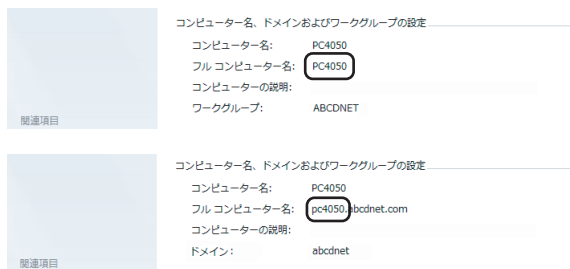 コンピューター名、ドメインおよびワークグループの設定
コンピューター名: PC4050
フル コンピューター名: PC4050
コンピューターの説明:
ワークグループ: ABCDNET
関連項目
コンピューター名、ドメインおよびワークグループの設定
コンピューター名: PC4050
フル コンピューター名: pc4050.abcdnet.com
コンピューターの説明:
ドメイン: abcdnet
関連項目